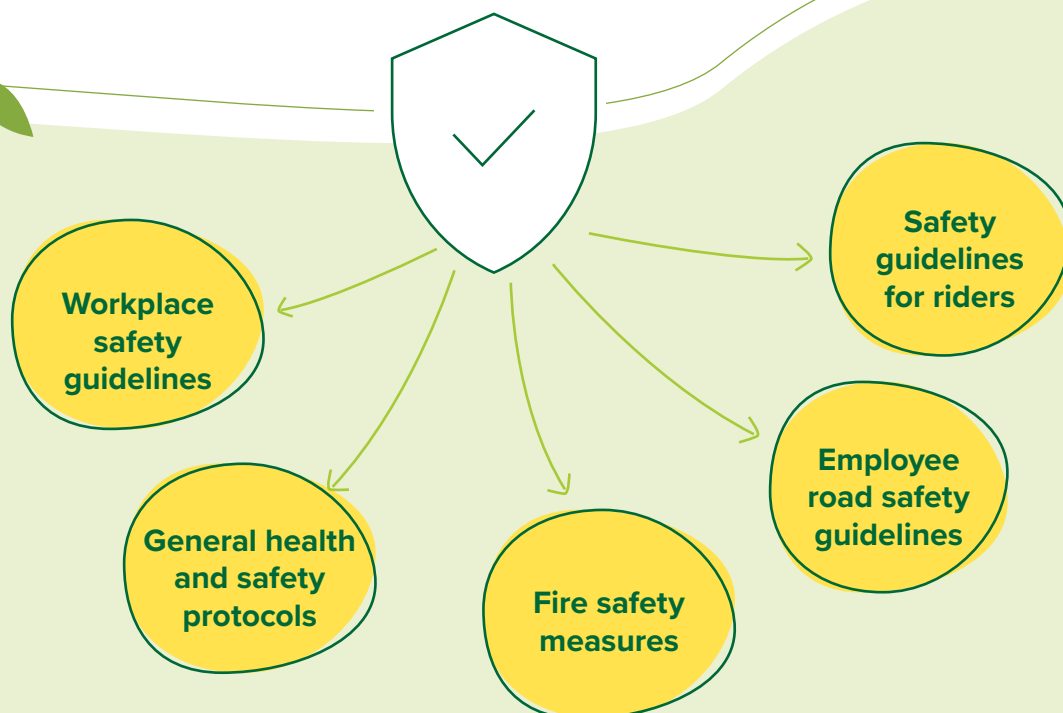 Safety
guidelines
for riders
Workplace
safety
guidelines
Employee
road safety
guidelines
General health
and safety
protocols
Fire safety
measures